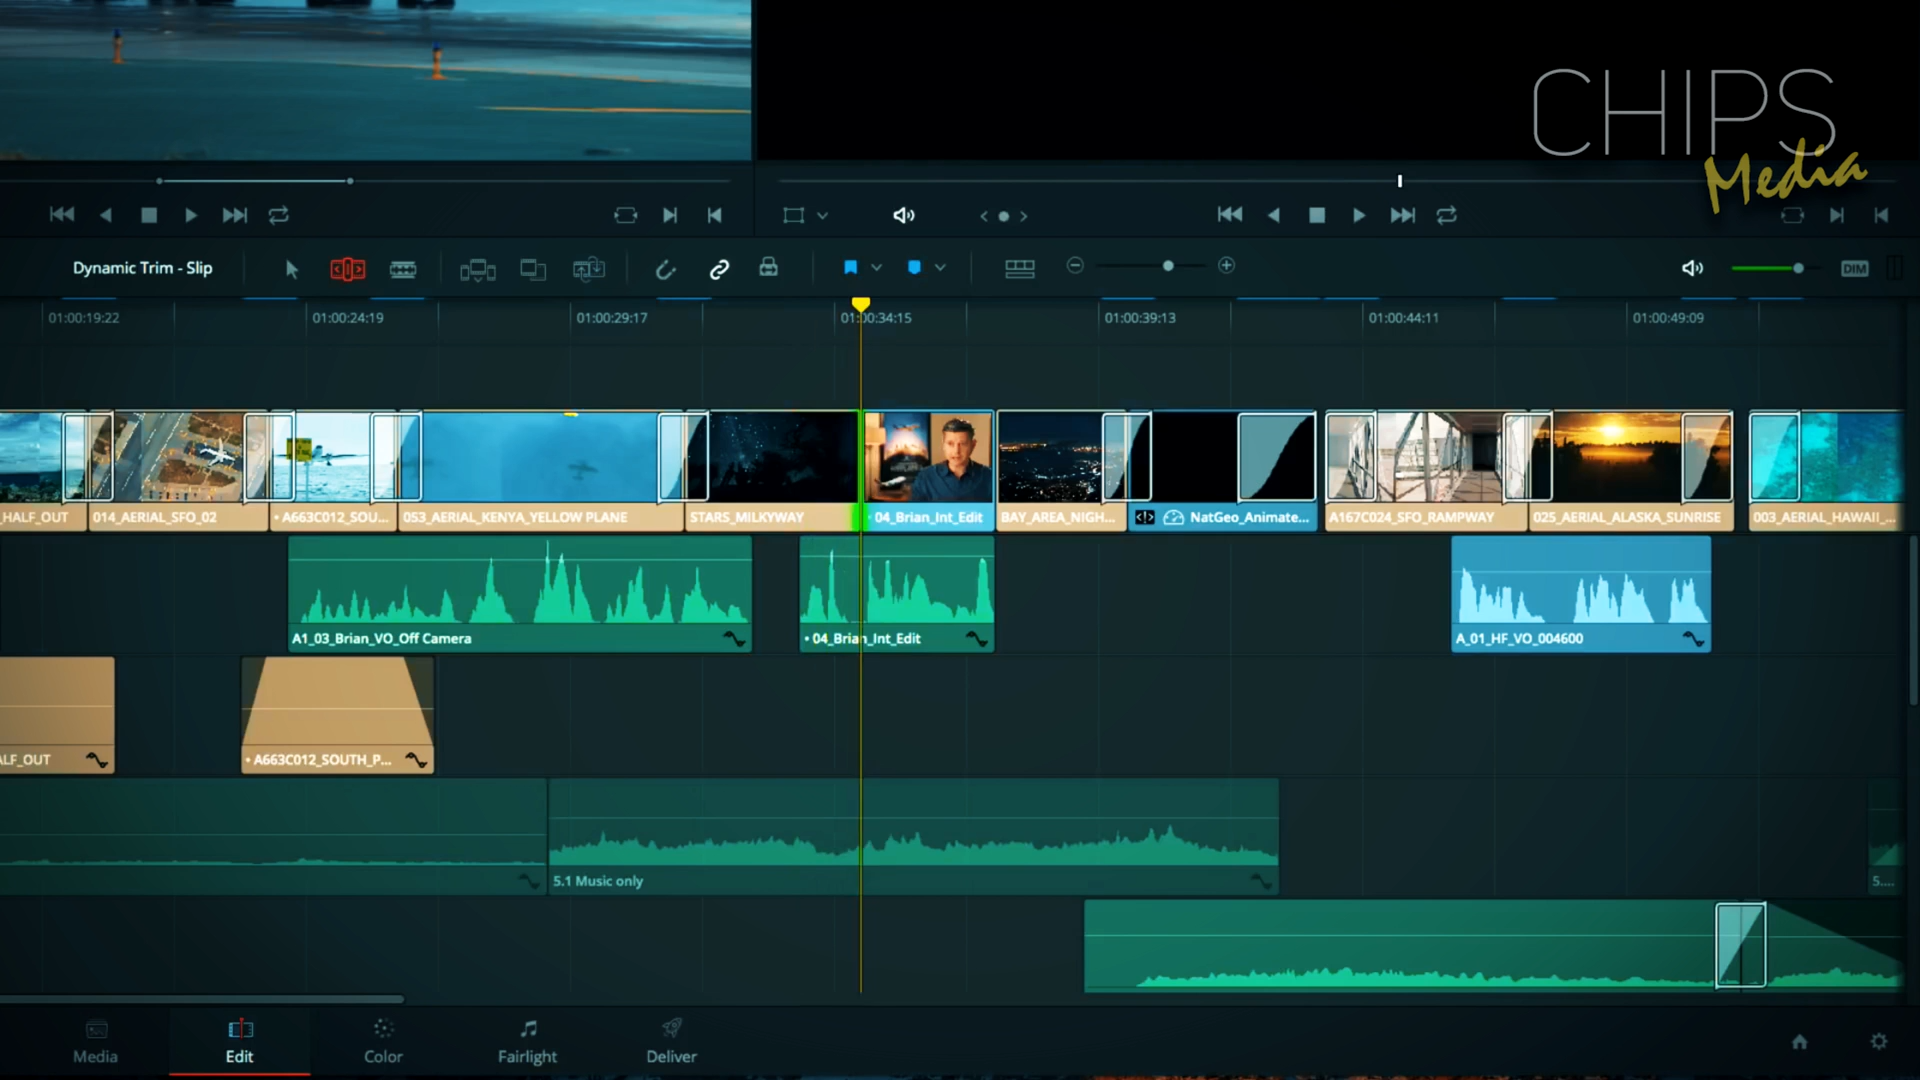 CHIPS
Media
Dynamic Trim - Slip
DIM
01:00:19:22
01:00:24:19
01:00:29:17
01:00:34:15
01:00:39:13
01:00:44:11
01:00:49:09
_HALF_OUT
014_AERIAL_SFO_02
• A663C012_SOU...
053_AERIAL_KENYA_YELLOW PLANE
STARS_MILKYWAY
• 04_Brian_Int_Edit
BAY_AREA_NIGH...
NatGeo_Animate...
A167C024_SFO_RAMPWAY
025_AERIAL_ALASKA_SUNRISE
003_AERIAL_HAWAII_...
A1_03_Brian_VO_Off Camera
• 04_Brian_Int_Edit
A_01_HF_VO_004600
ALF_OUT
• A663C012_SOUTH_P...
5.1 Music only
5....
Media
Edit
Color
Fairlight
Deliver